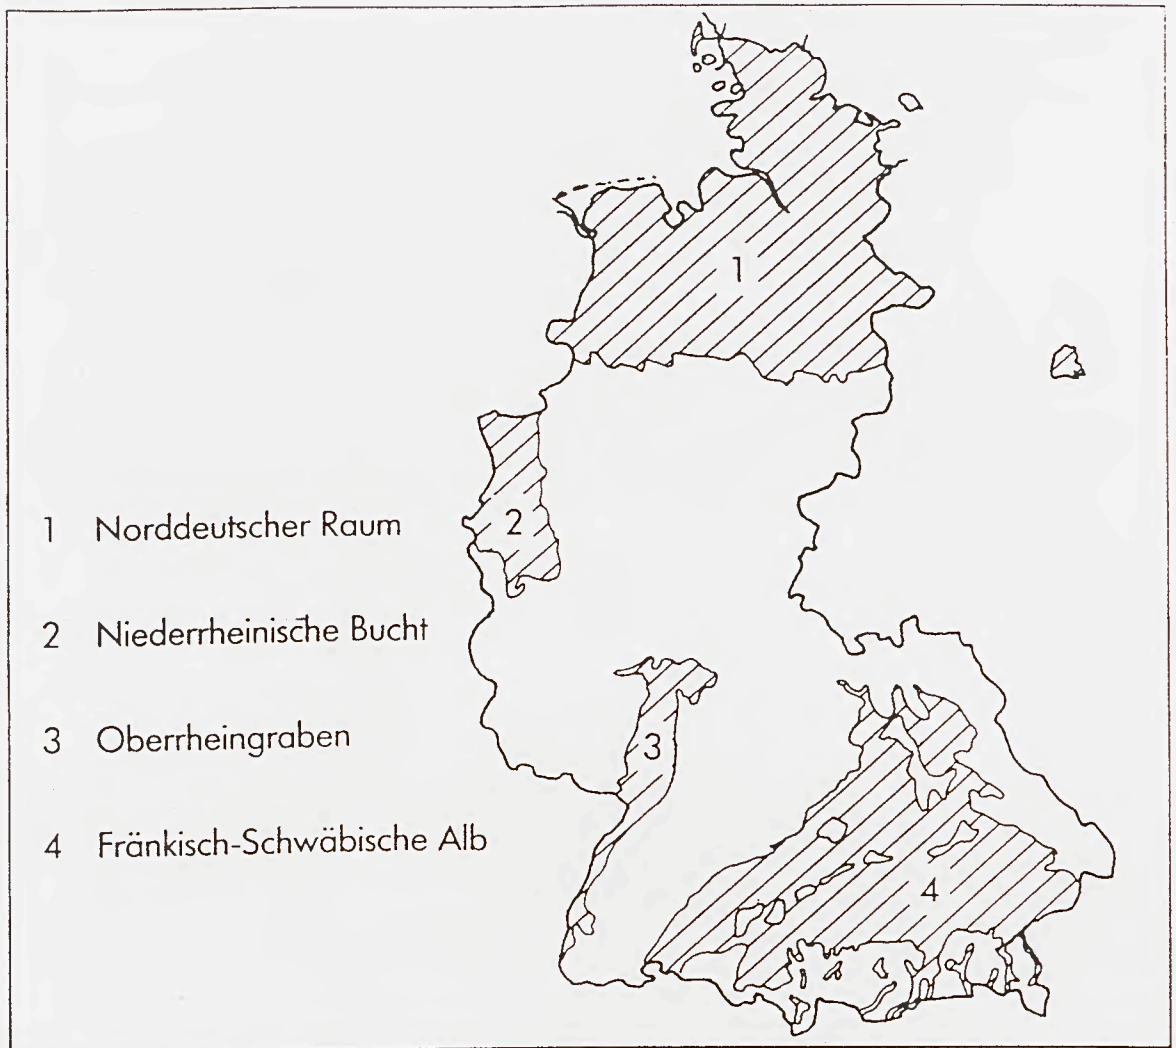 1
2
3
4
1 Norddeutscher Raum
2 Niederrheinische Bucht
3 Oberrheingraben
4 Fränkisch-Schwäbische Alb